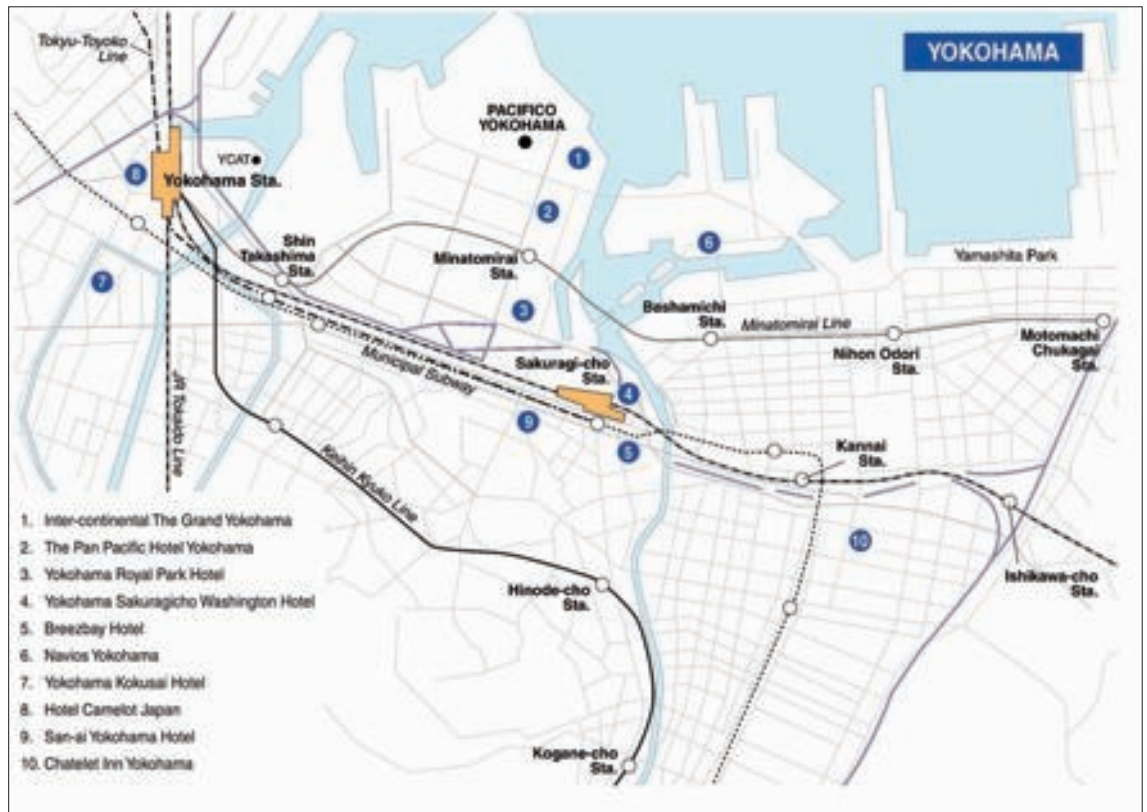 YOKOHAMA
Tokyu-Toyoko
Line
PACIFICO
YOKOHAMA
1
YCAT
8
Yokohama Sta.
2
Shin
Takashima
Sta.
Minatomirai
Sta.
6
Yamashita Park
7
3
Bashamichi
Sta.
Minatomirai Line
Nihon Odori
Sta.
Motomachi
Chukagai
Sta.
Municipal Subway
Sakuragi-cho
Sta.
4
JR Tokaido Line
9
5
Kannai
Sta.
Keihin Kyuko Line
10
Ishikawa-cho
Sta.
Hinode-cho
Sta.
Kogane-cho
Sta.
1. Inter-continental The Grand Yokohama
2. The Pan Pacific Hotel Yokohama
3. Yokohama Royal Park Hotel
4. Yokohama Sakuragicho Washington Hotel
5. Breezbay Hotel
6. Navios Yokohama
7. Yokohama Kokusai Hotel
8. Hotel Camelot Japan
9. San-ai Yokohama Hotel
10. Chatelet Inn Yokohama